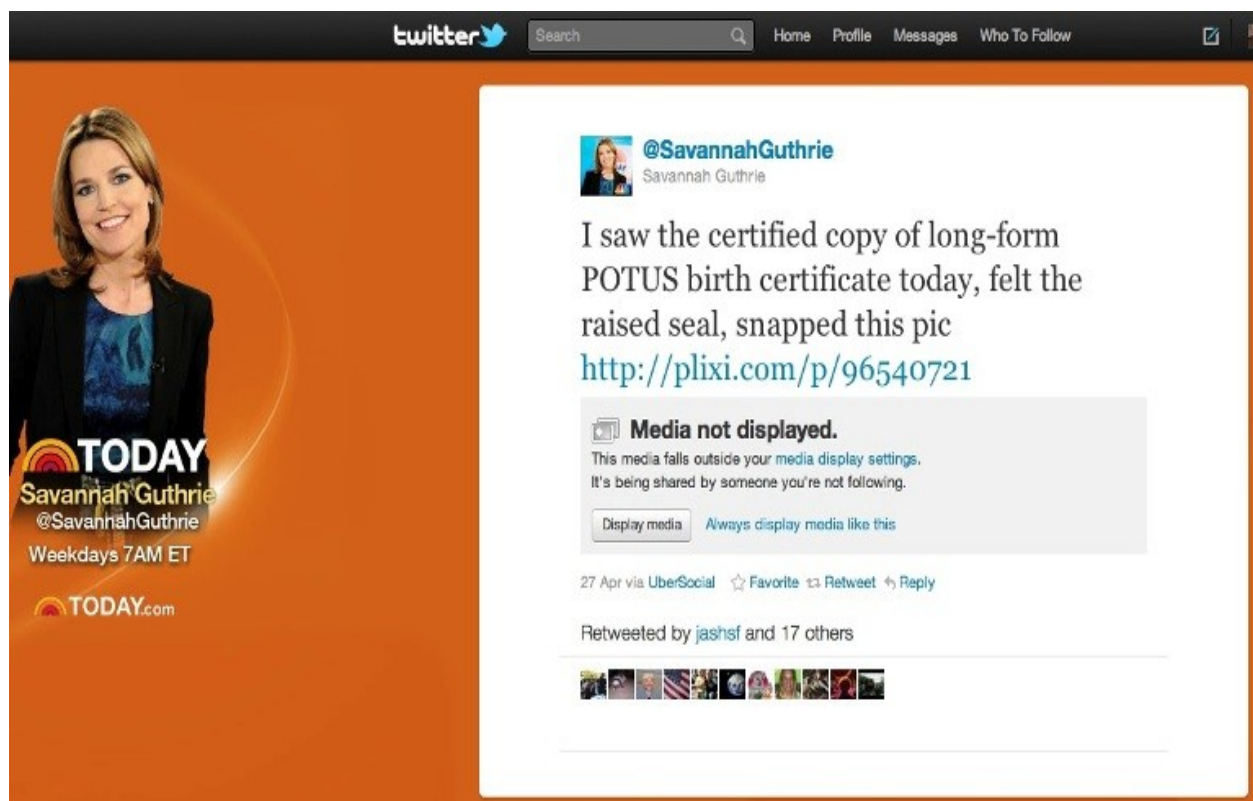 twitter
Search
Home Profile Messages Who To Follow
@SavannahGuthrie
Savannah Guthrie
I saw the certified copy of long-form
POTUS birth certificate today, felt the
raised seal, snapped this pic
http://plixi.com/p/96540721
Media not displayed.
This media falls outside your media display settings.
It's being shared by someone you're not following.
Display media Always display media like this
27 Apr via UberSocial Favorite Retweet Reply
Retweeted by jashsf and 17 others
TODAY
Savannah Guthrie
@SavannahGuthrie
Weekdays 7AM ET
TODAY.com